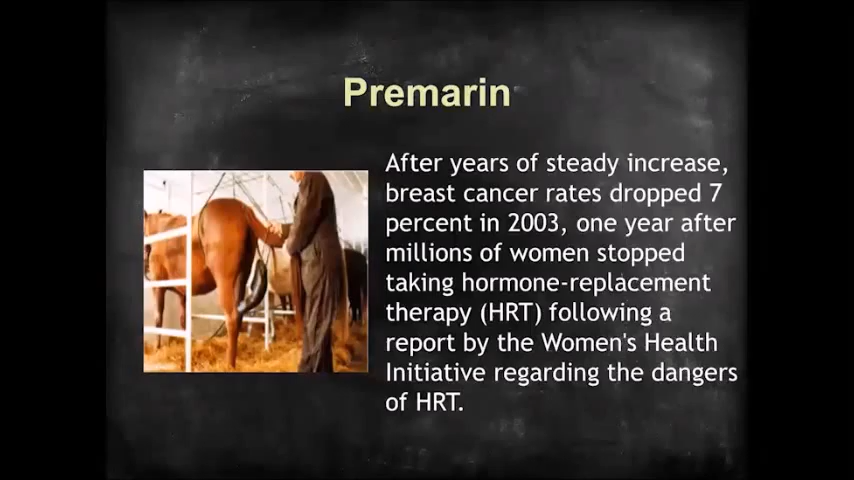 Premarin
After years of steady increase,
breast cancer rates dropped 7
percent in 2003, one year after
millions of women stopped
taking hormone-replacement
therapy (HRT) following a
report by the Women's Health
Initiative regarding the dangers
of HRT.